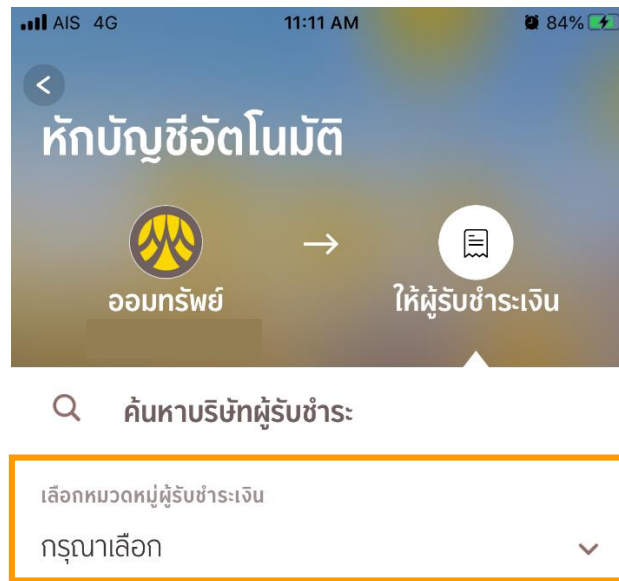 AIS 4G 11:11 AM 84%
หักบัญชีอัตโนมัติ
ออมทรัพย์ ให้ผู้รับชำระเงิน
ค้นหาบริษัทผู้รับชำระ
เลือกหมวดหมู่ผู้รับชำระเงิน
กรุณาเลือก